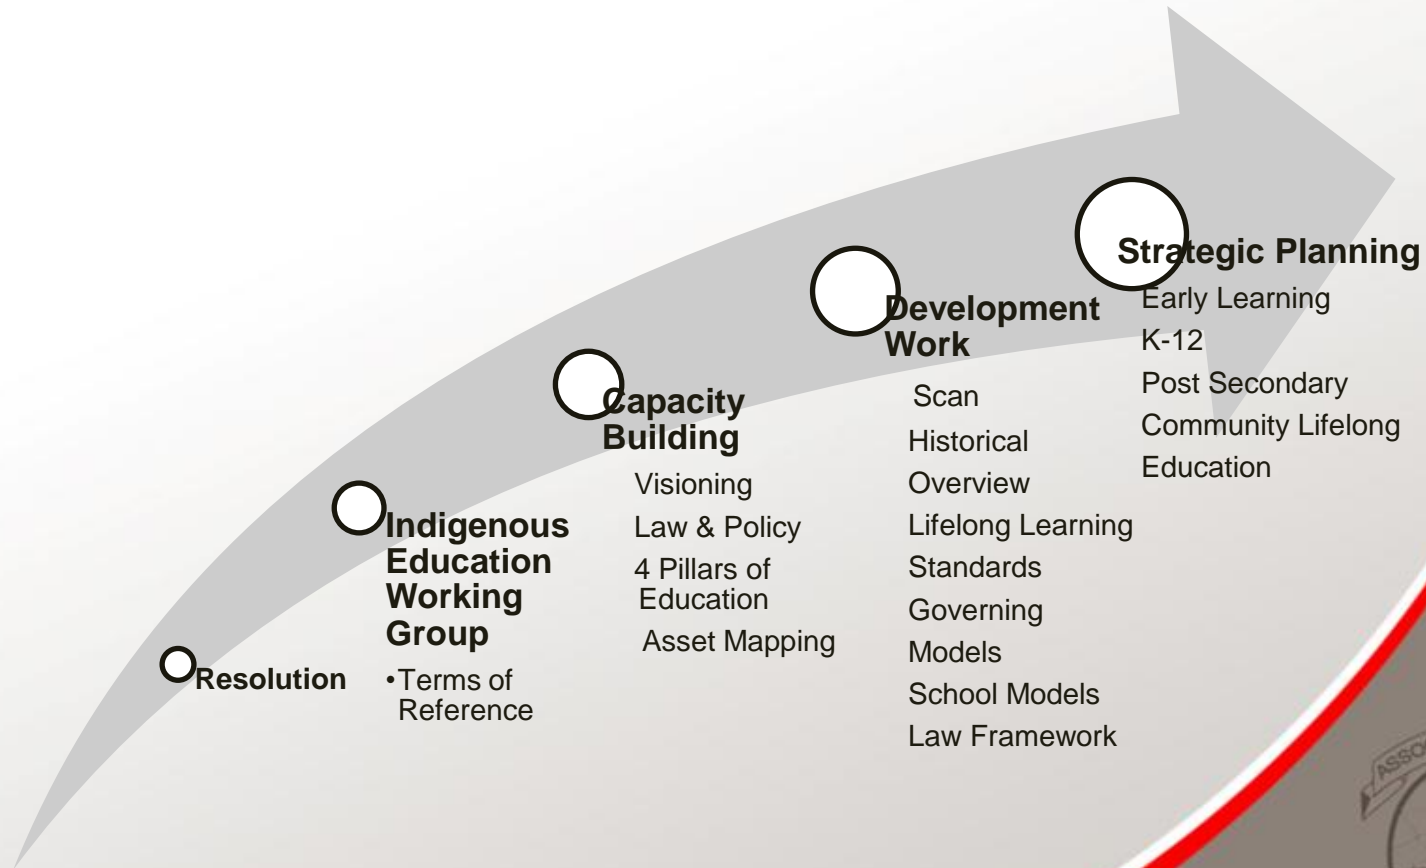 Resolution
Indigenous
Education
Working
Group
•Terms of
Reference
Capacity
Building
Visioning
Law & Policy
4 Pillars of
Education
Asset Mapping
Development
Work
Scan
Historical
Overview
Lifelong Learning
Standards
Governing
Models
School Models
Law Framework
Strategic Planning
Early Learning
K-12
Post Secondary
Community Lifelong
Education